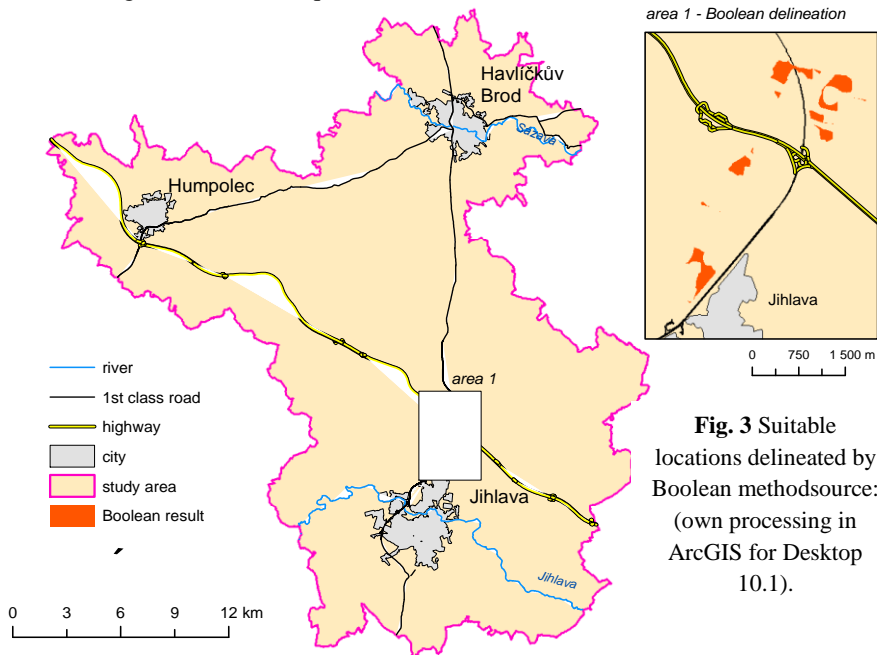 area 1 - Boolean delineation
Havlíčkův
Brod
Sázava
Humpolec
Jihlava
0 750 1 500 m
area 1
river
1st class road
highway
city
study area
Boolean result
Jihlava
Jihlava
0 3 6 9 12 km
Fig. 3 Suitable
locations delineated by
Boolean methodsource:
(own processing in
ArcGIS for Desktop
10.1).